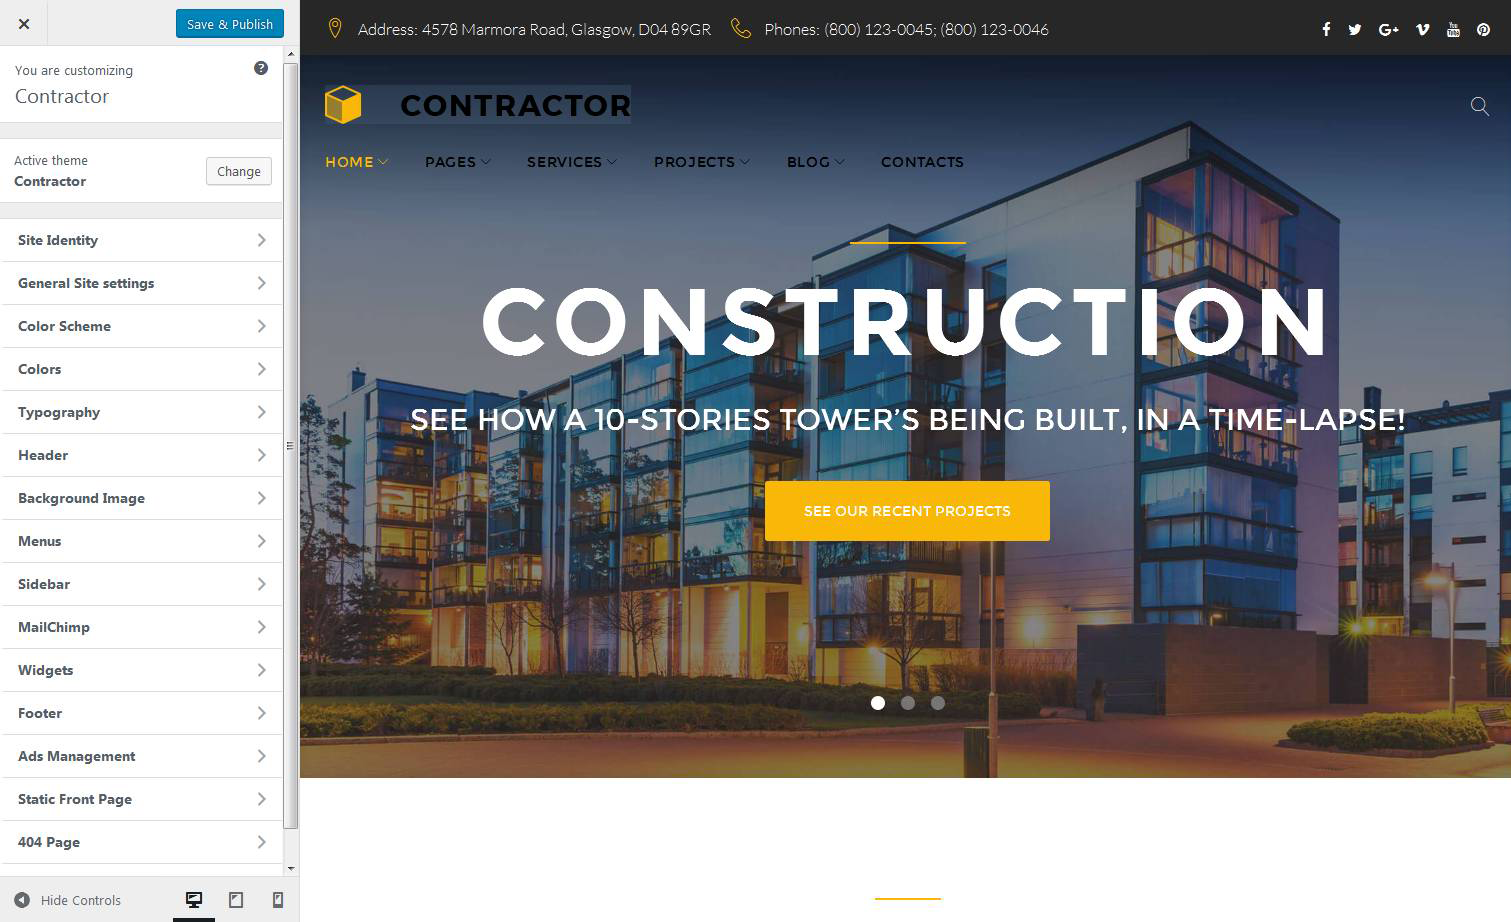 Save & Publish
You are customizing
Contractor
Active theme
Contractor
Change
Site Identity
General Site settings
Color Scheme
Colors
Typography
Header
Background Image
Menus
Sidebar
MailChimp
Widgets
Footer
Ads Management
Static Front Page
404 Page
Hide Controls
Address: 4578 Marmora Road, Glasgow, D04 89GR Phones: (800) 123-0045; (800) 123-0046
CONTRACTOR
HOME PAGES SERVICES PROJECTS BLOG CONTACTS
CONSTRUCTION
SEE HOW A 10-STORIES TOWER’S BEING BUILT, IN A TIME-LAPSE!
SEE OUR RECENT PROJECTS